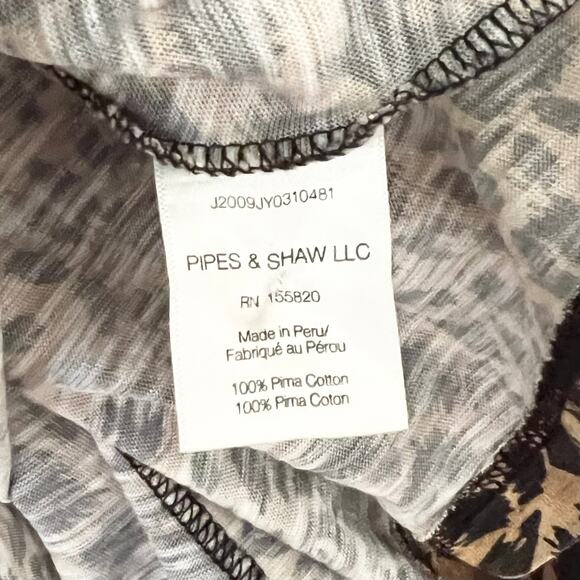 J2009JY0310481
PIPES & SHAW LLC
RN 155820
Made in Peru/
Fabriqué au Pérou
100% Pima Cotton
100% Pima Coton